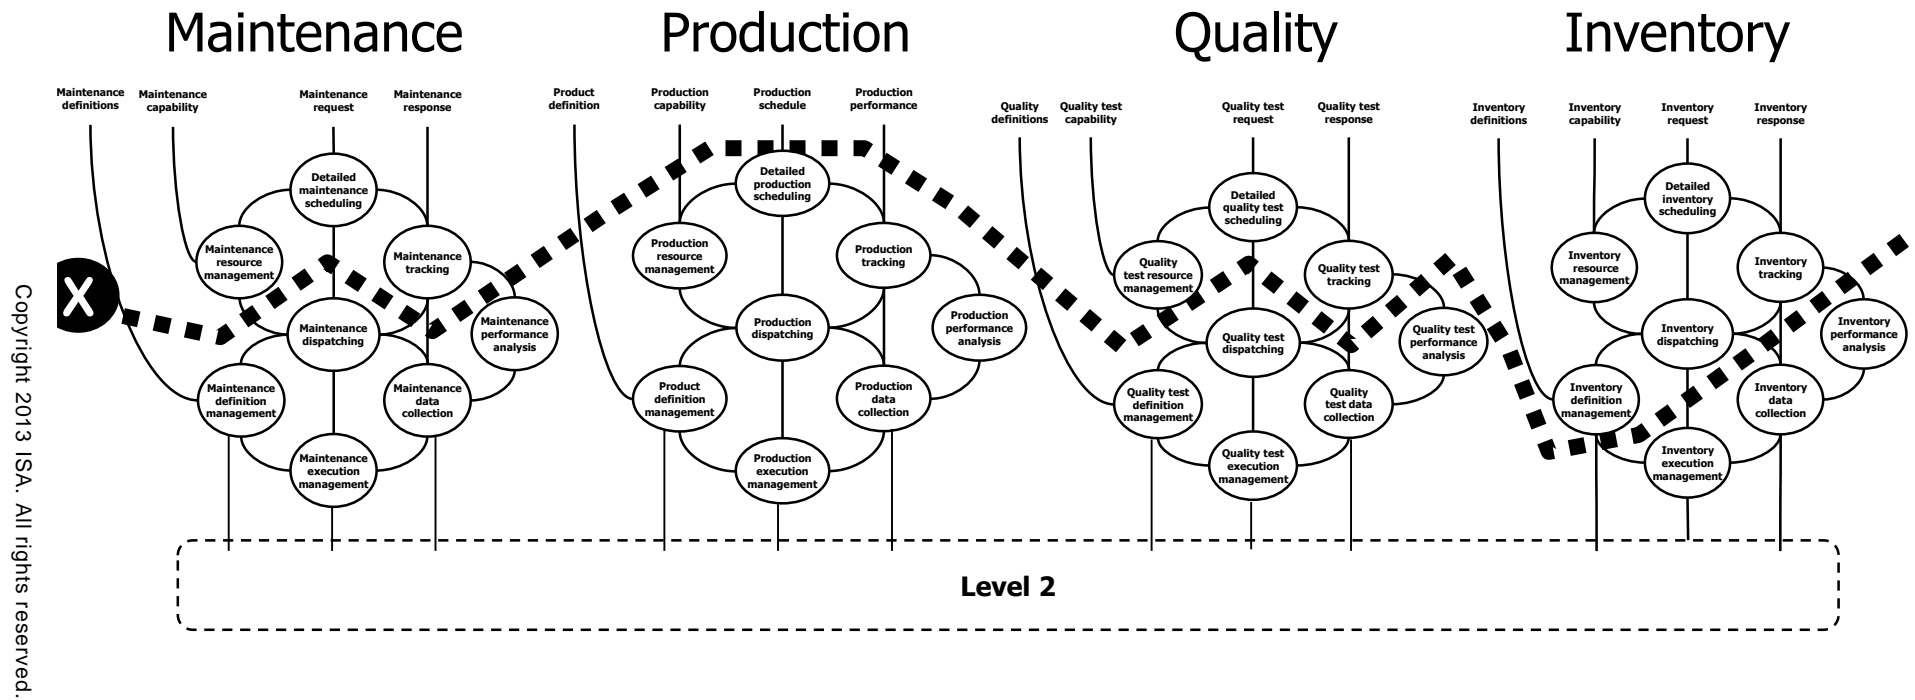 Maintenance
Production
Quality
Inventory
Maintenance
definitions
Maintenance
capability
Maintenance
request
Maintenance
response
Product
definition
Production
capability
Production
schedule
Production
performance
Quality
definitions
Quality test
capability
Quality test
request
Quality test
response
Inventory
definitions
Inventory
capability
Inventory
request
Inventory
response
Detailed
maintenance
scheduling
Maintenance
resource
management
Maintenance
tracking
X
Maintenance
dispatching
Maintenance
performance
analysis
Maintenance
definition
management
Maintenance
data
collection
Maintenance
execution
management
Detailed
production
scheduling
Production
resource
management
Production
tracking
Production
dispatching
Production
performance
analysis
Product
definition
management
Production
data
collection
Production
execution
management
Detailed
quality test
scheduling
Quality
test resource
management
Quality test
tracking
Quality test
dispatching
Quality test
performance
analysis
Quality test
definition
management
Quality
test data
collection
Quality test
execution
management
Detailed
inventory
scheduling
Inventory
resource
management
Inventory
tracking
Inventory
dispatching
Inventory
performance
analysis
Inventory
definition
management
Inventory data
collection
Inventory
execution
management
Level 2
Copyright 2013 ISA. All rights reserved.